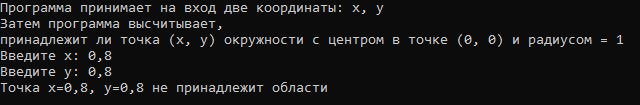 Программа принимает на вход две координаты: x, y
Затем программа высчитывает,
принадлежит ли точка (x, y) окружности с центром в точке (0, 0) и радиусом = 1
Введите x: 0,8
Введите y: 0,8
Точка x=0,8, y=0,8 не принадлежит области